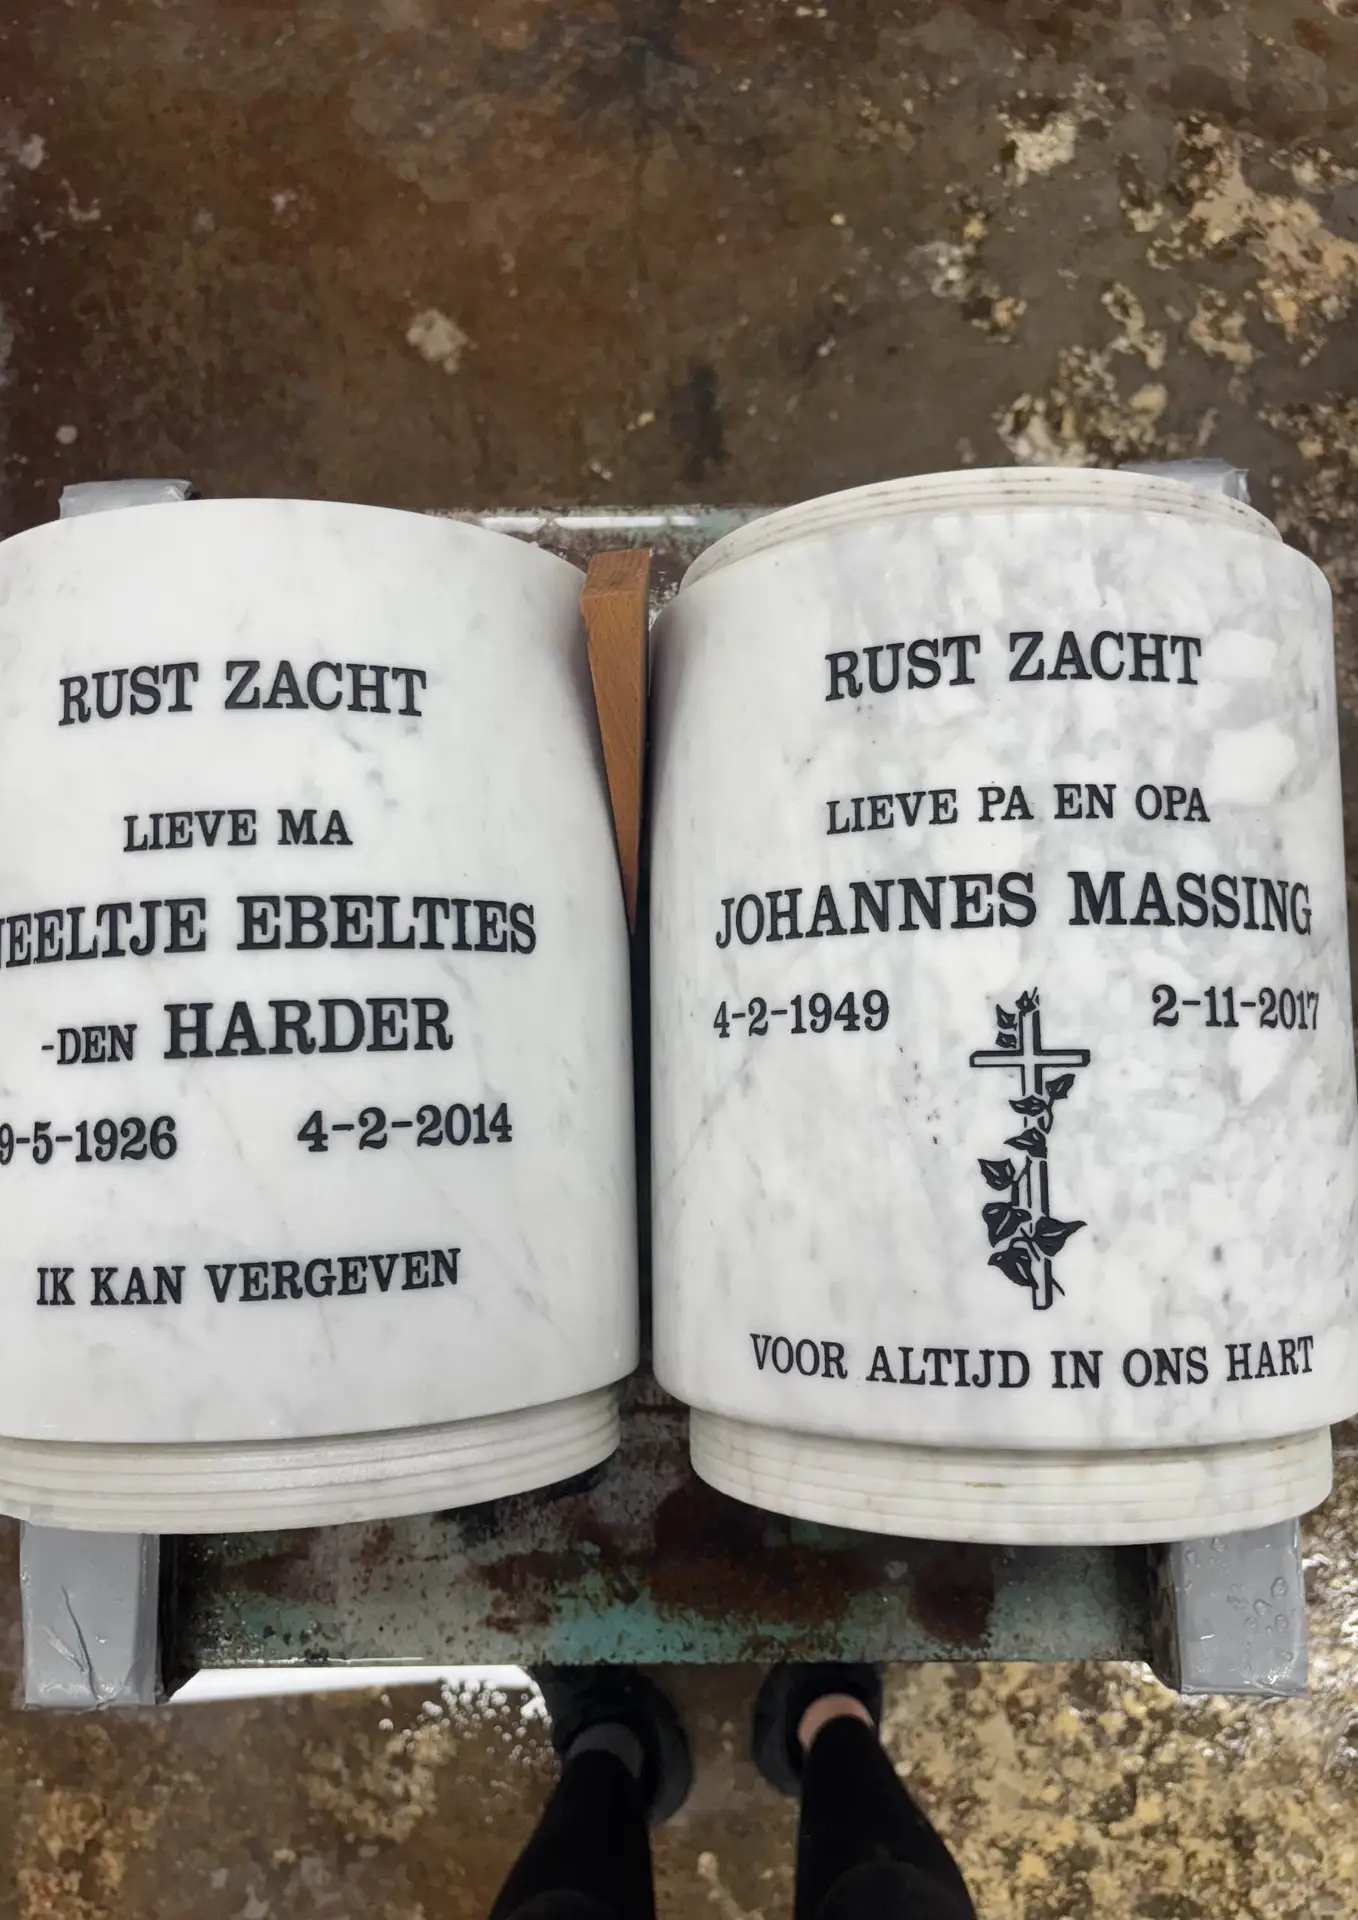 RUST ZACHT
LIEVE MA
EBELTIES
-DEN HARDER
9-5-1926 4-2-2014
IK KAN VERGEVEN
RUST ZACHT
LIEVE PA EN OPA
JOHANNES MASSING
4-2-1949 2-11-2017
VOOR ALTIJD IN ONS HART